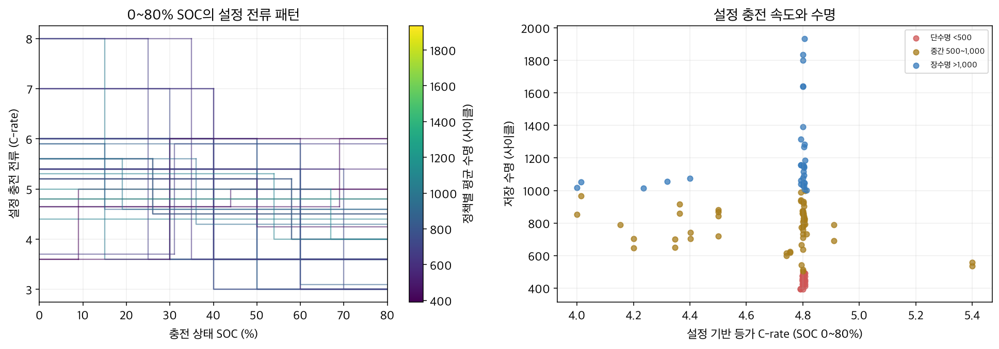 0~80% SOC의 설정 전류 패턴
8
7
6
5
4
3
설정 충전 전류 (C-rate)
0 10 20 30 40 50 60 70 80
충전 상태 SOC (%)
1800
1600
1400
1200
1000
800
600
400
정책별 평균 수명 (사이클)
설정 충전 속도와 수명
2000
1800
1600
1400
1200
1000
800
600
400
저장 수명 (사이클)
단수명 <500
중간 500~1,000
장수명 >1,000
4.0 4.2 4.4 4.6 4.8 5.0 5.2 5.4
설정 기반 등가 C-rate (SOC 0~80%)